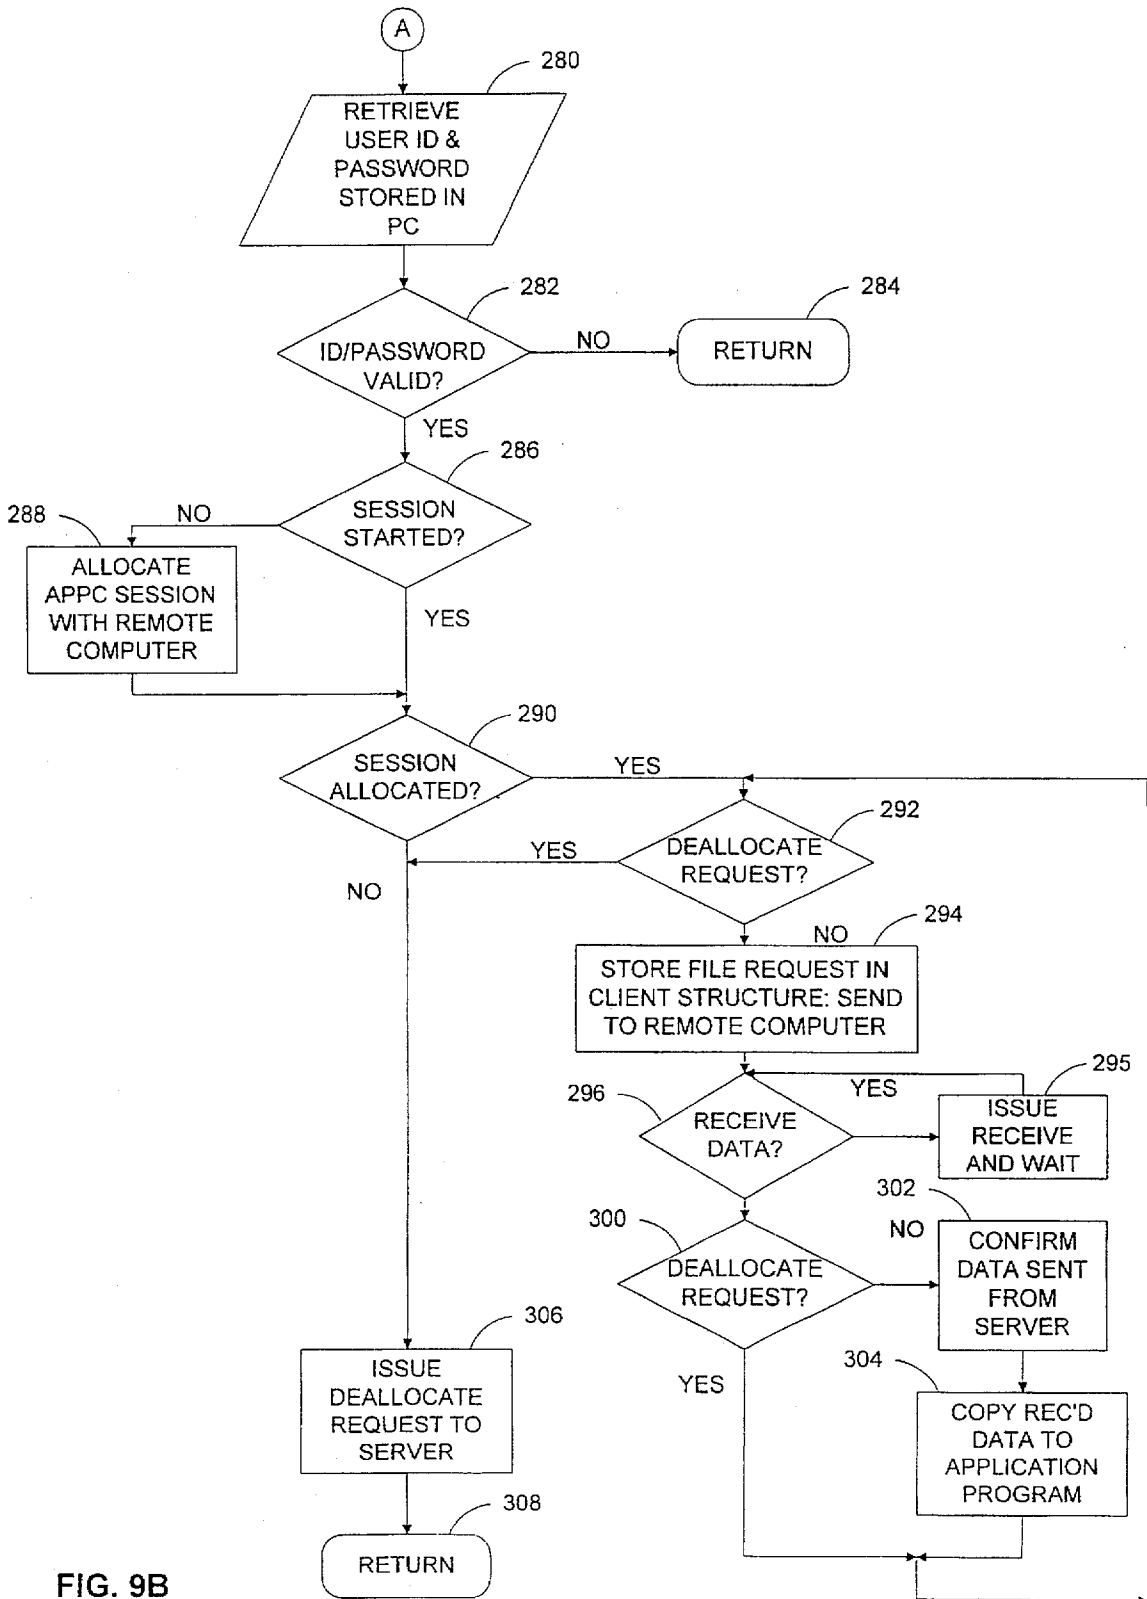 A
280
RETRIEVE
USER ID &
PASSWORD
STORED IN
PC
282
ID/PASSWORD
VALID?
NO
284
RETURN
YES
286
SESSION
STARTED?
NO
288
ALLOCATE
APPC SESSION
WITH REMOTE
COMPUTER
YES
290
SESSION
ALLOCATED?
YES
292
DEALLOCATE
REQUEST?
YES
NO
NO
294
STORE FILE REQUEST IN
CLIENT STRUCTURE: SEND
TO REMOTE COMPUTER
296
RECEIVE
DATA?
YES
295
ISSUE
RECEIVE
AND WAIT
300
DEALLOCATE
REQUEST?
NO
302
CONFIRM
DATA SENT
FROM
SERVER
YES
304
COPY REC'D
DATA TO
APPLICATION
PROGRAM
306
ISSUE
DEALLOCATE
REQUEST TO
SERVER
308
RETURN
FIG. 9B